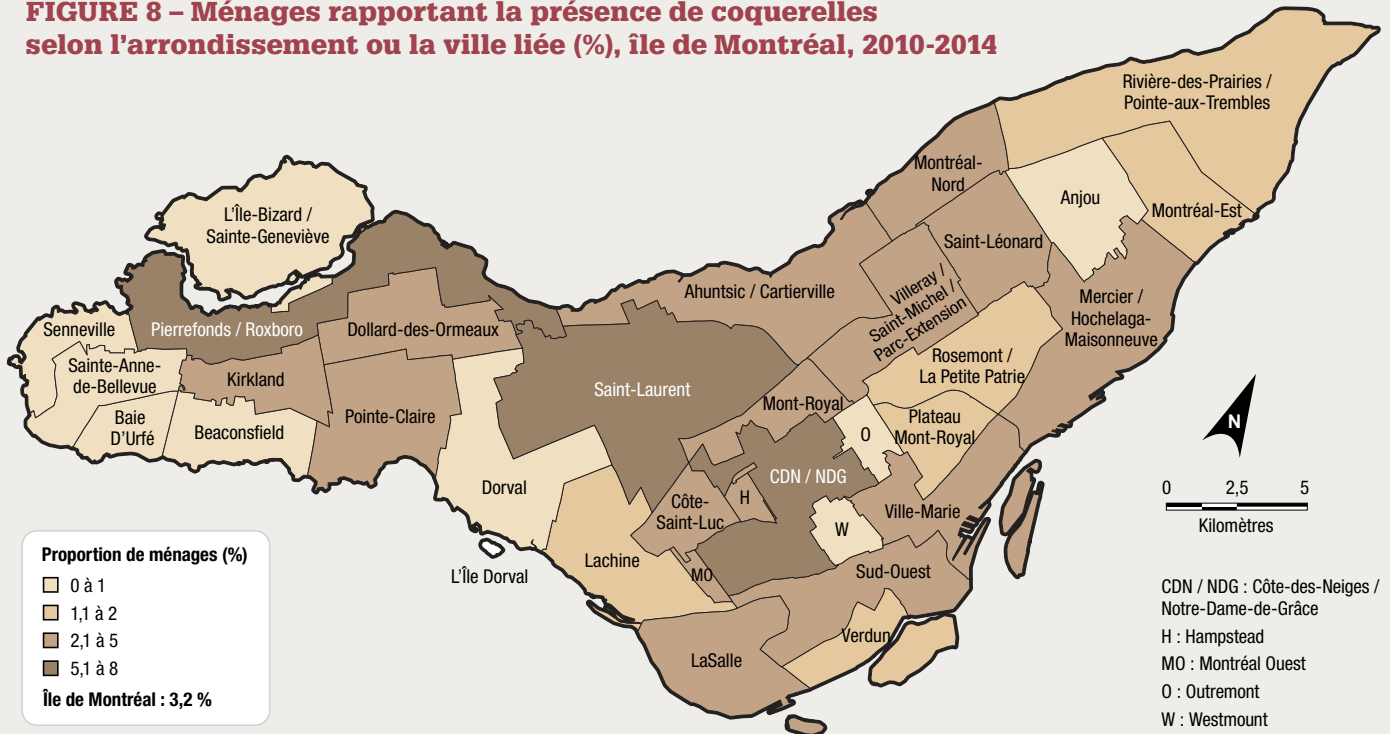 FIGURE 8 – Ménages rapportant la présence de coquerelles
selon l'arrondissement ou la ville liée (%), île de Montréal, 2010-2014
Rivière-des-Prairies /
Pointe-aux-Trembles
Montréal-
Nord
Anjou
Montréal-Est
L'Île-Bizard /
Sainte-Geneviève
Saint-Léonard
Ahuntsic / Cartierville
Villeray /
Saint-Michel /
Parc-Extension
Mercier /
Hochelaga-
Maisonneuve
Senneville
Pierrefonds / Roxboro
Dollard-des-Ormeaux
Sainte-Anne-
de-Bellevue
Kirkland
Saint-Laurent
Rosemont /
La Petite Patrie
Mont-Royal
Baie
D'Urfé
Beaconsfield
Pointe-Claire
Plateau
Mont-Royal
O
Dorval
CDN / NDG
H
Côte-
Saint-Luc
Ville-Marie
W
L'Île Dorval
Lachine
MO
Sud-Ouest
Verdun
LaSalle
N
0 2,5 5
Kilomètres
Proportion de ménages (%)
0 à 1
1,1 à 2
2,1 à 5
5,1 à 8
Île de Montréal : 3,2 %
CDN / NDG : Côte-des-Neiges /
Notre-Dame-de-Grâce
H : Hampstead
MO : Montréal Ouest
O : Outremont
W : Westmount